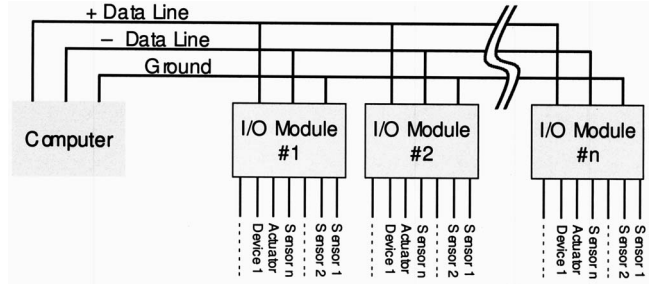 + Data Line
− Data Line
Ground
Computer
I/O Module
#1
I/O Module
#2
I/O Module
#n
Device 1
Actuator
Sensor n
Sensor 2
Sensor 1
Device 1
Actuator
Sensor n
Sensor 2
Sensor 1
Device 1
Actuator
Sensor n
Sensor 2
Sensor 1